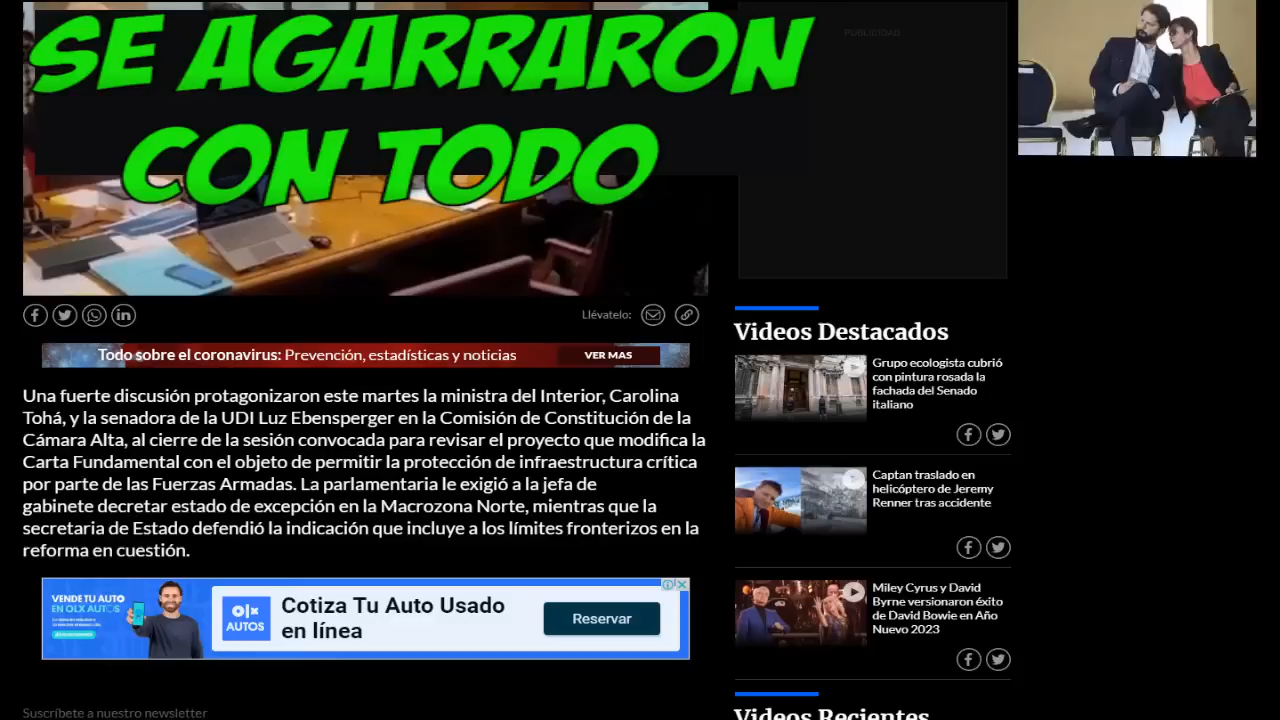 SE AGARRARON
CON TODO
PUBLICIDAD
Llévatelo:
Todo sobre el coronavirus: Prevención, estadísticas y noticias
VER MAS
Una fuerte discusión protagonizaron este martes la ministra del Interior, Carolina
Tohá, y la senadora de la UDI Luz Ebensperger en la Comisión de Constitución de la
Cámara Alta, al cierre de la sesión convocada para revisar el proyecto que modifica la
Carta Fundamental con el objeto de permitir la protección de infraestructura crítica
por parte de las Fuerzas Armadas. La parlamentaria le exigió a la jefa de
gabinete decretar estado de excepción en la Macrozona Norte, mientras que la
secretaria de Estado defendió la indicación que incluye a los límites fronterizos en la
reforma en cuestión.
VENDE TU AUTO
EN OLX AUTOS
olx
AUTOS
Cotiza Tu Auto Usado
en línea
Reservar
Suscríbete a nuestro newsletter
Videos Destacados
Grupo ecologista cubrió
con pintura rosada la
fachada del Senado
italiano
Captan traslado en
helicóptero de Jeremy
Renner tras accidente
Miley Cyrus y David
Byrne versionaron éxito
de David Bowie en Año
Nuevo 2023
Videos Recientes